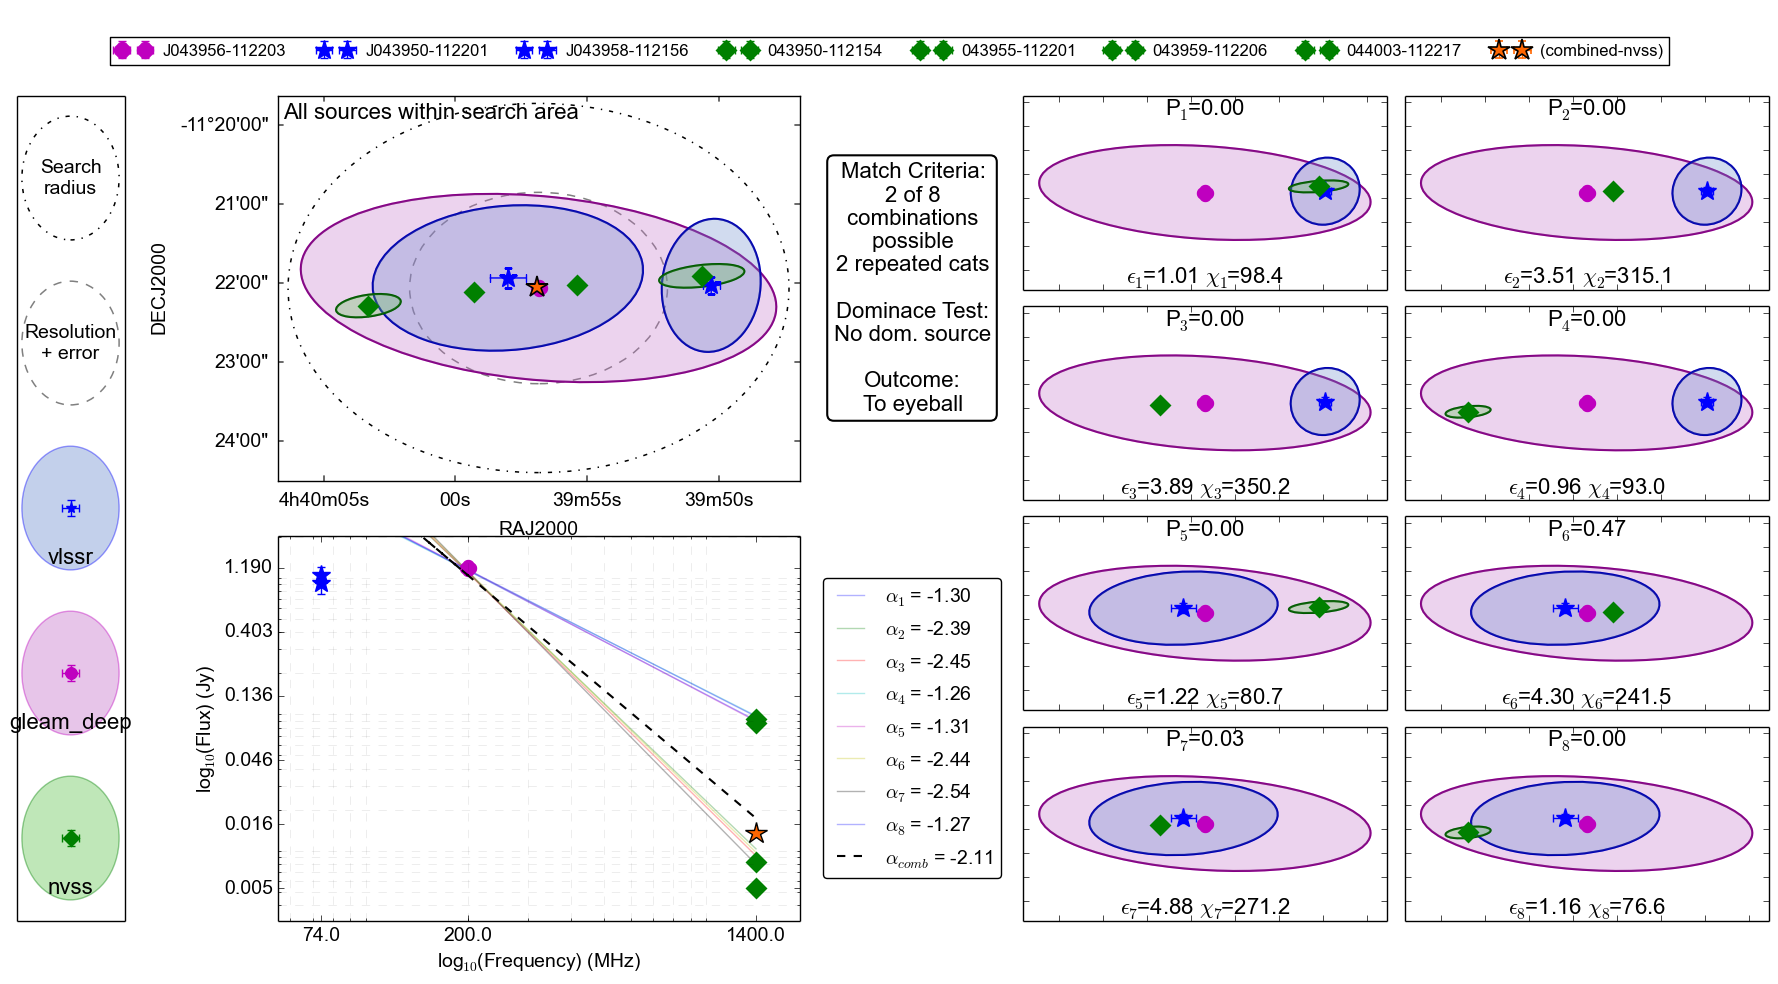 J043956-112203 J043950-112201 J043958-112156 043950-112154 043955-112201 043959-112206 044003-112217 (combined-nvss)
Search
radius
Resolution
+ error
vlssr
gleam_deep
nvss
All sources within search area
DECJ2000
-11°20'00"
21'00"
22'00"
23'00"
24'00"
4h40m05s 00s 39m55s 39m50s
RAJ2000
Match Criteria:
2 of 8
combinations
possible
2 repeated cats
Dominace Test:
No dom. source
Outcome:
To eyeball
log10(Flux) (Jy)
1.190
0.403
0.136
0.046
0.016
0.005
74.0 200.0 1400.0
log10(Frequency) (MHz)
α1 = -1.30
α2 = -2.39
α3 = -2.45
α4 = -1.26
α5 = -1.31
α6 = -2.44
α7 = -2.54
α8 = -1.27
αcomb = -2.11
P1=0.00
ϵ1=1.01 χ1=98.4
P2=0.00
ϵ2=3.51 χ2=315.1
P3=0.00
ϵ3=3.89 χ3=350.2
P4=0.00
ϵ4=0.96 χ4=93.0
P5=0.00
ϵ5=1.22 χ5=80.7
P6=0.47
ϵ6=4.30 χ6=241.5
P7=0.03
ϵ7=4.88 χ7=271.2
P8=0.00
ϵ8=1.16 χ8=76.6